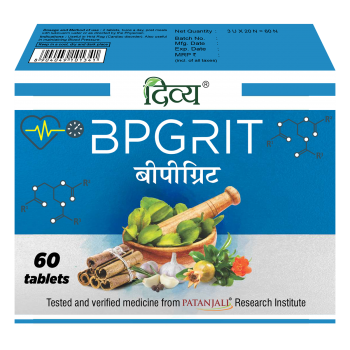 Net Quantity : 3 U X 20 N = 60 N
Batch No. :
Mfg. Date :
Exp. Date :
MRP ₹ :
(Incl. of all taxes)
दिव्य®
BPGRIT
बीपीग्रिट
60
tablets
Tested and verified medicine from PATANJALI® Research Institute